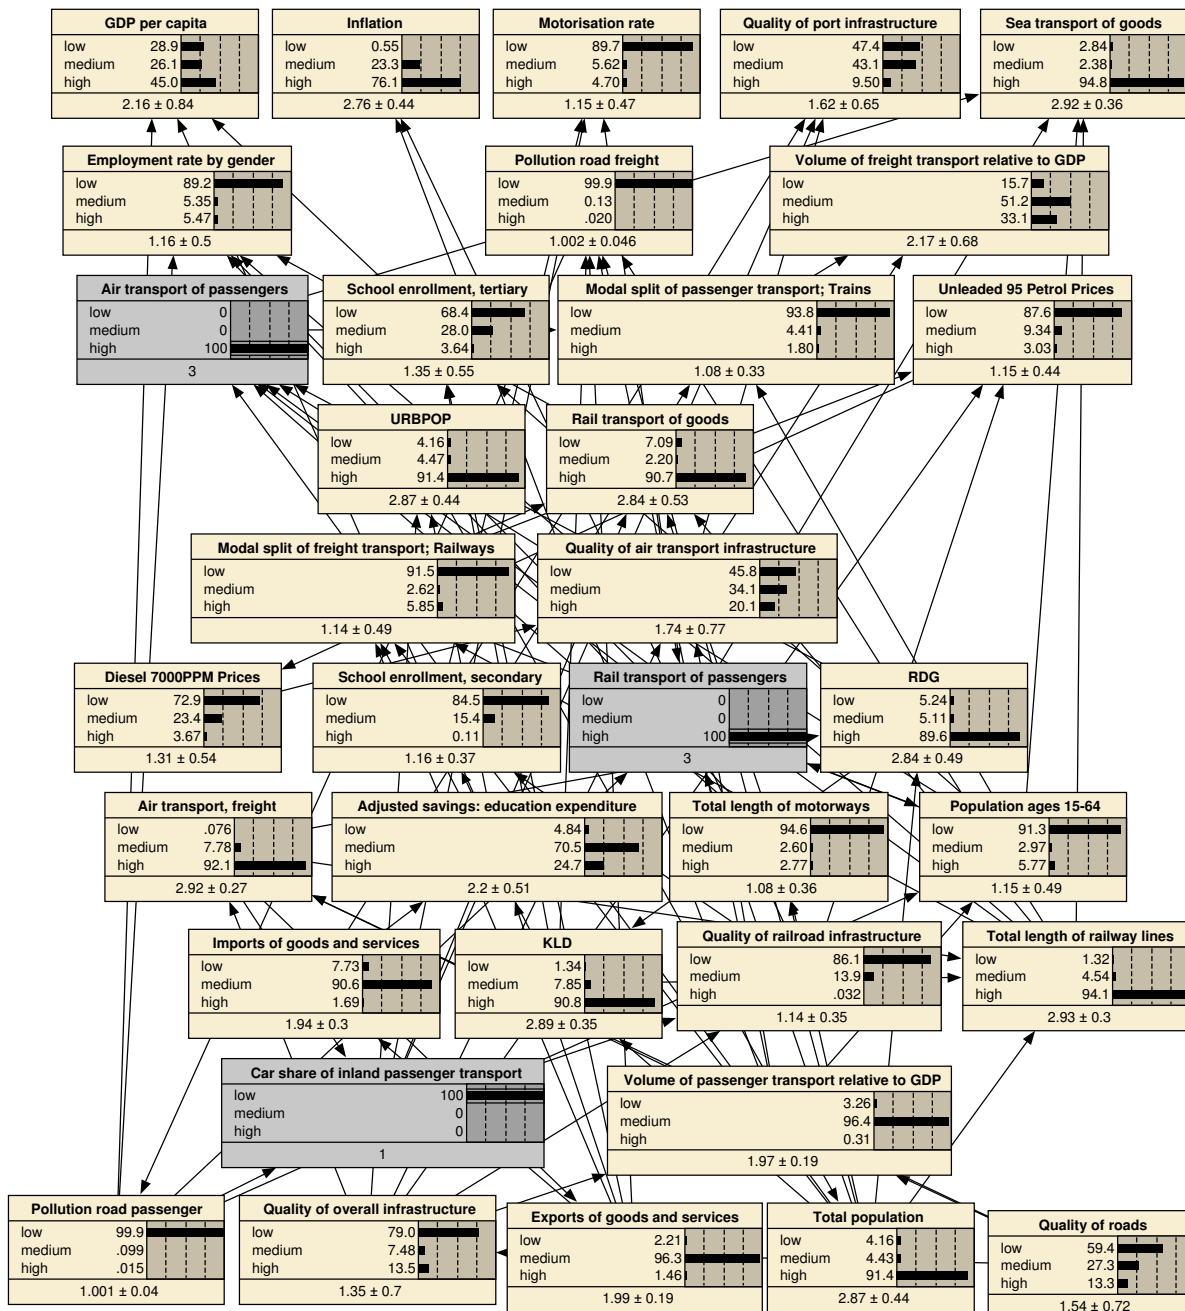 GDP per capita
low 28.9
medium 26.1
high 45.0
2.16 ± 0.84
Inflation
low 0.55
medium 23.3
high 76.1
2.76 ± 0.44
Motorisation rate
low 89.7
medium 5.62
high 4.70
1.15 ± 0.47
Quality of port infrastructure
low 47.4
medium 43.1
high 9.50
1.62 ± 0.65
Sea transport of goods
low 2.84
medium 2.38
high 94.8
2.92 ± 0.36
Employment rate by gender
low 89.2
medium 5.35
high 5.47
1.16 ± 0.5
Pollution road freight
low 99.9
medium 0.13
high .020
1.002 ± 0.046
Volume of freight transport relative to GDP
low 15.7
medium 51.2
high 33.1
2.17 ± 0.68
Air transport of passengers
low 0
medium 0
high 100
3
School enrollment, tertiary
low 68.4
medium 28.0
high 3.64
1.35 ± 0.55
Modal split of passenger transport; Trains
low 93.8
medium 4.41
high 1.80
1.08 ± 0.33
Unleaded 95 Petrol Prices
low 87.6
medium 9.34
high 3.03
1.15 ± 0.44
URBPOP
low 4.16
medium 4.47
high 91.4
2.87 ± 0.44
Rail transport of goods
low 7.09
medium 2.20
high 90.7
2.84 ± 0.53
Modal split of freight transport; Railways
low 91.5
medium 2.62
high 5.85
1.14 ± 0.49
Quality of air transport infrastructure
low 45.8
medium 34.1
high 20.1
1.74 ± 0.77
Diesel 7000PPM Prices
low 72.9
medium 23.4
high 3.67
1.31 ± 0.54
School enrollment, secondary
low 84.5
medium 15.4
high 0.11
1.16 ± 0.37
Rail transport of passengers
low 0
medium 0
high 100
3
RDG
low 5.24
medium 5.11
high 89.6
2.84 ± 0.49
Air transport, freight
low .076
medium 7.78
high 92.1
2.92 ± 0.27
Adjusted savings: education expenditure
low 4.84
medium 70.5
high 24.7
2.2 ± 0.51
Total length of motorways
low 94.6
medium 2.60
high 2.77
1.08 ± 0.36
Population ages 15-64
low 91.3
medium 2.97
high 5.77
1.15 ± 0.49
Imports of goods and services
low 7.73
medium 90.6
high 1.69
1.94 ± 0.3
KLD
low 1.34
medium 7.85
high 90.8
2.89 ± 0.35
Quality of railroad infrastructure
low 86.1
medium 13.9
high .032
1.14 ± 0.35
Total length of railway lines
low 1.32
medium 4.54
high 94.1
2.93 ± 0.3
Car share of inland passenger transport
low 100
medium 0
high 0
1
Volume of passenger transport relative to GDP
low 3.26
medium 96.4
high 0.31
1.97 ± 0.19
Pollution road passenger
low 99.9
medium .099
high .015
1.001 ± 0.04
Quality of overall infrastructure
low 79.0
medium 7.48
high 13.5
1.35 ± 0.7
Exports of goods and services
low 2.21
medium 96.3
high 1.46
1.99 ± 0.19
Total population
low 4.16
medium 4.43
high 91.4
2.87 ± 0.44
Quality of roads
low 59.4
medium 27.3
high 13.3
1.54 ± 0.72